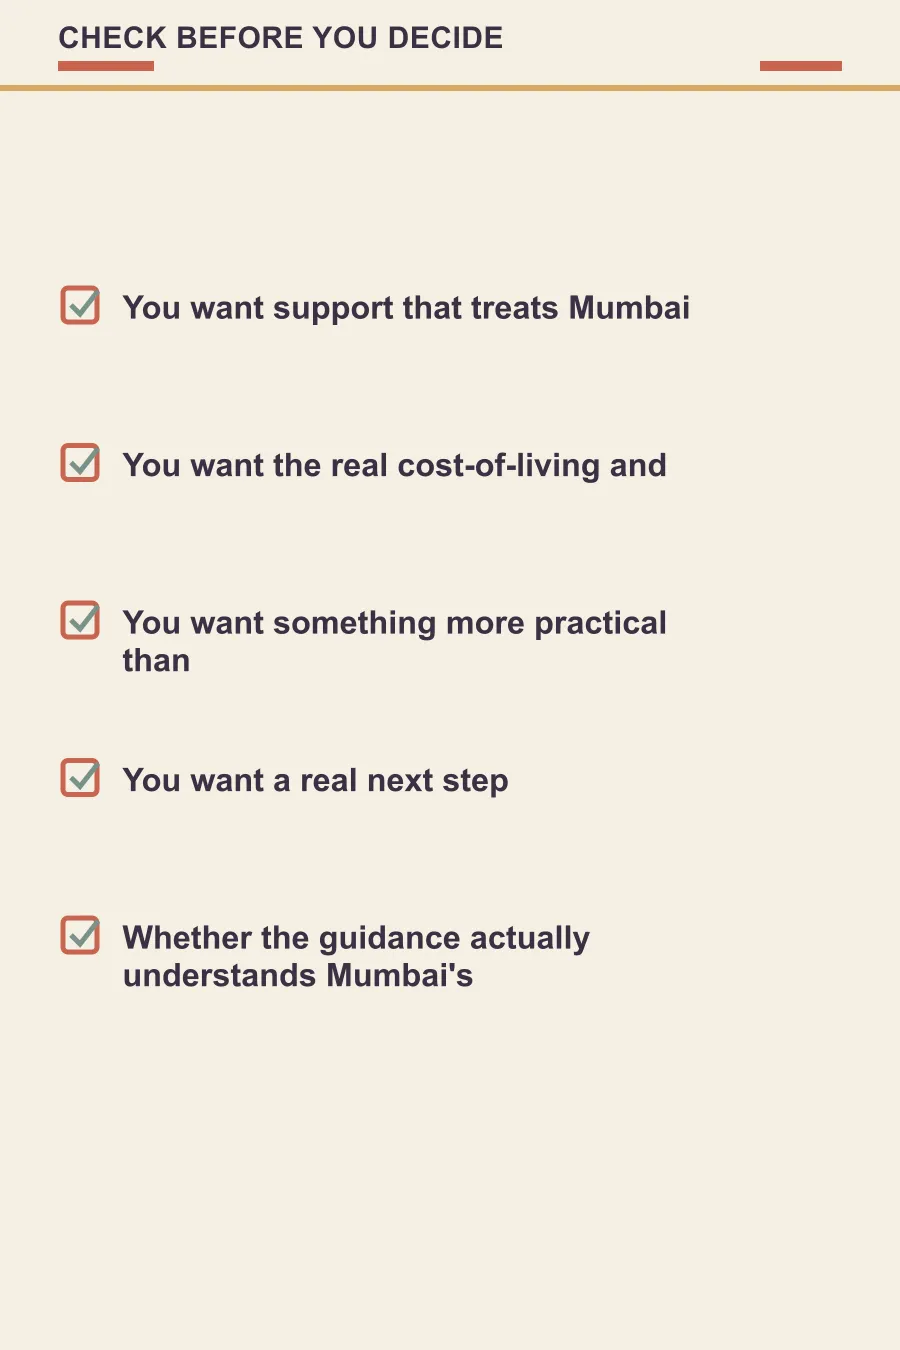 CHECK BEFORE YOU DECIDE
You want support that treats Mumbai
You want the real cost-of-living and
You want something more practical
than
You want a real next step
Whether the guidance actually
understands Mumbai's